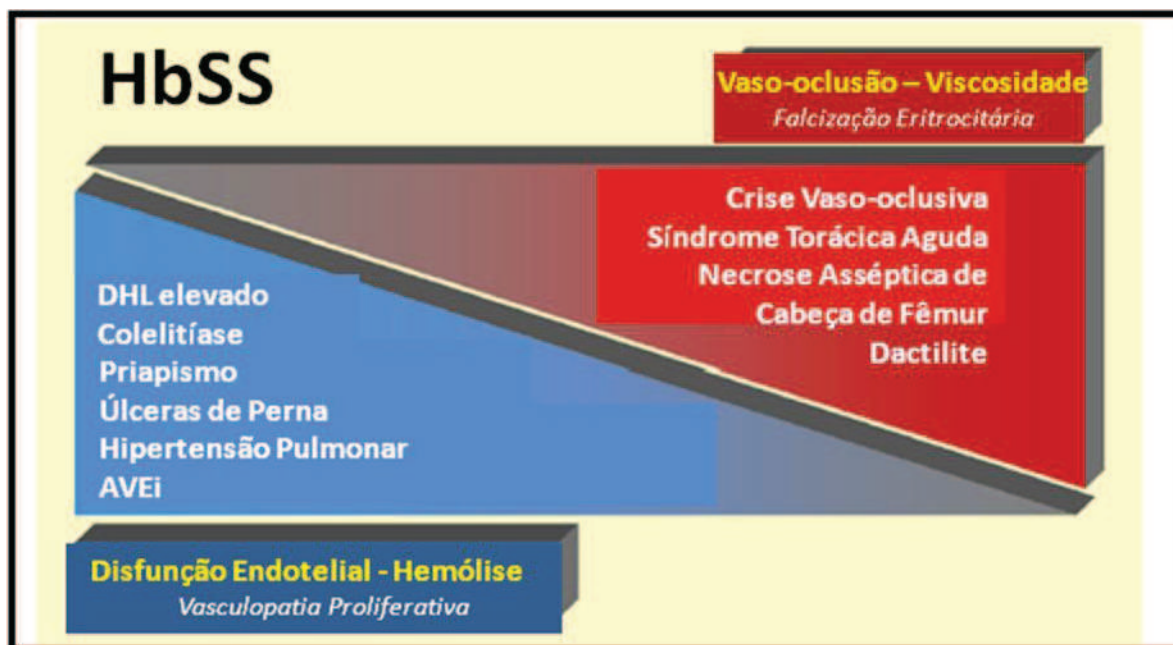 HbSS
Vaso-oclusão – Viscosidade
Falcização Eritrocitária
Crise Vaso-oclusiva
Síndrome Torácica Aguda
Necrose Asséptica de
Cabeça de Fêmur
Dactilite
DHL elevado
Colelitíase
Priapismo
Úlceras de Perna
Hipertensão Pulmonar
AVEi
Disfunção Endotelial - Hemólise
Vasculopatia Proliferativa